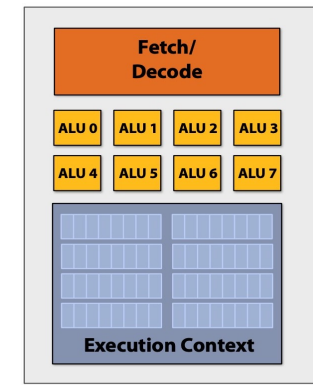 Fetch/
Decode
ALU 0 ALU 1 ALU 2 ALU 3
ALU 4 ALU 5 ALU 6 ALU 7
Execution Context